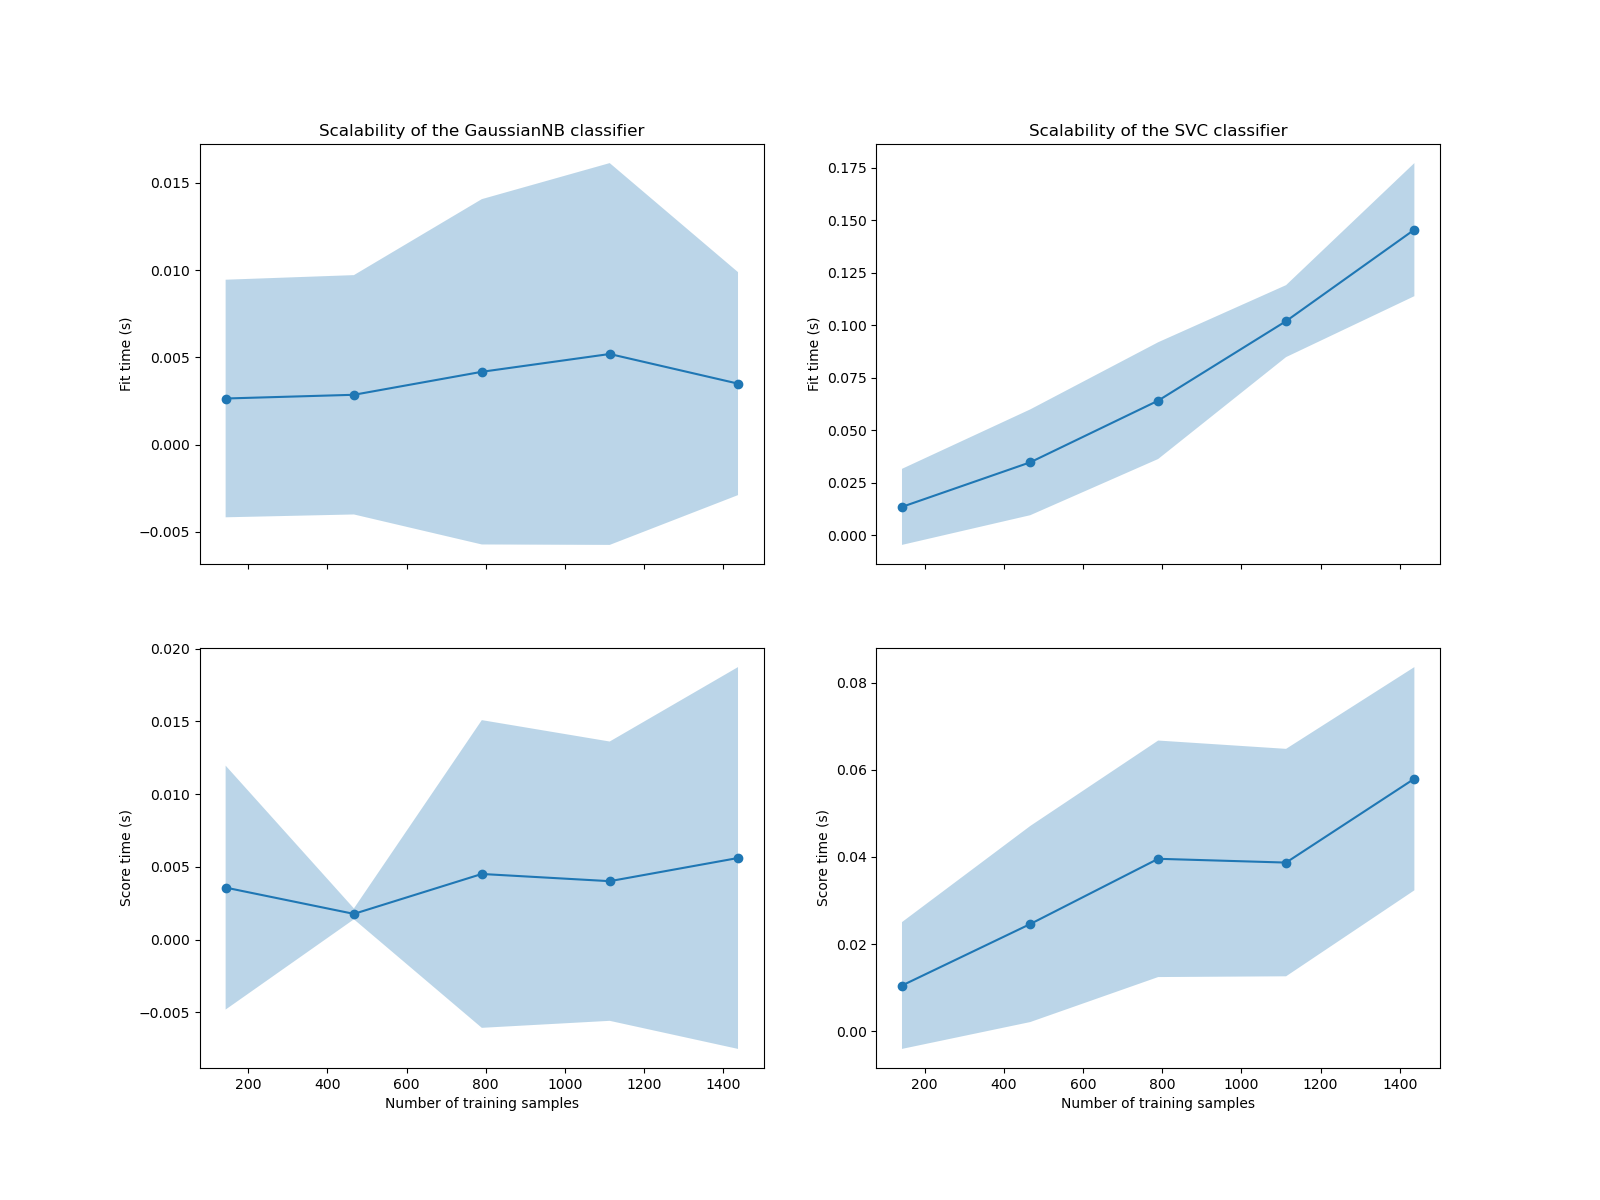 Scalability of the GaussianNB classifier
Fit time (s)
0.015
0.010
0.005
0.000
−0.005
Scalability of the SVC classifier
Fit time (s)
0.175
0.150
0.125
0.100
0.075
0.050
0.025
0.000
Score time (s)
0.020
0.015
0.010
0.005
0.000
−0.005
200 400 600 800 1000 1200 1400
Number of training samples
Score time (s)
0.08
0.06
0.04
0.02
0.00
200 400 600 800 1000 1200 1400
Number of training samples